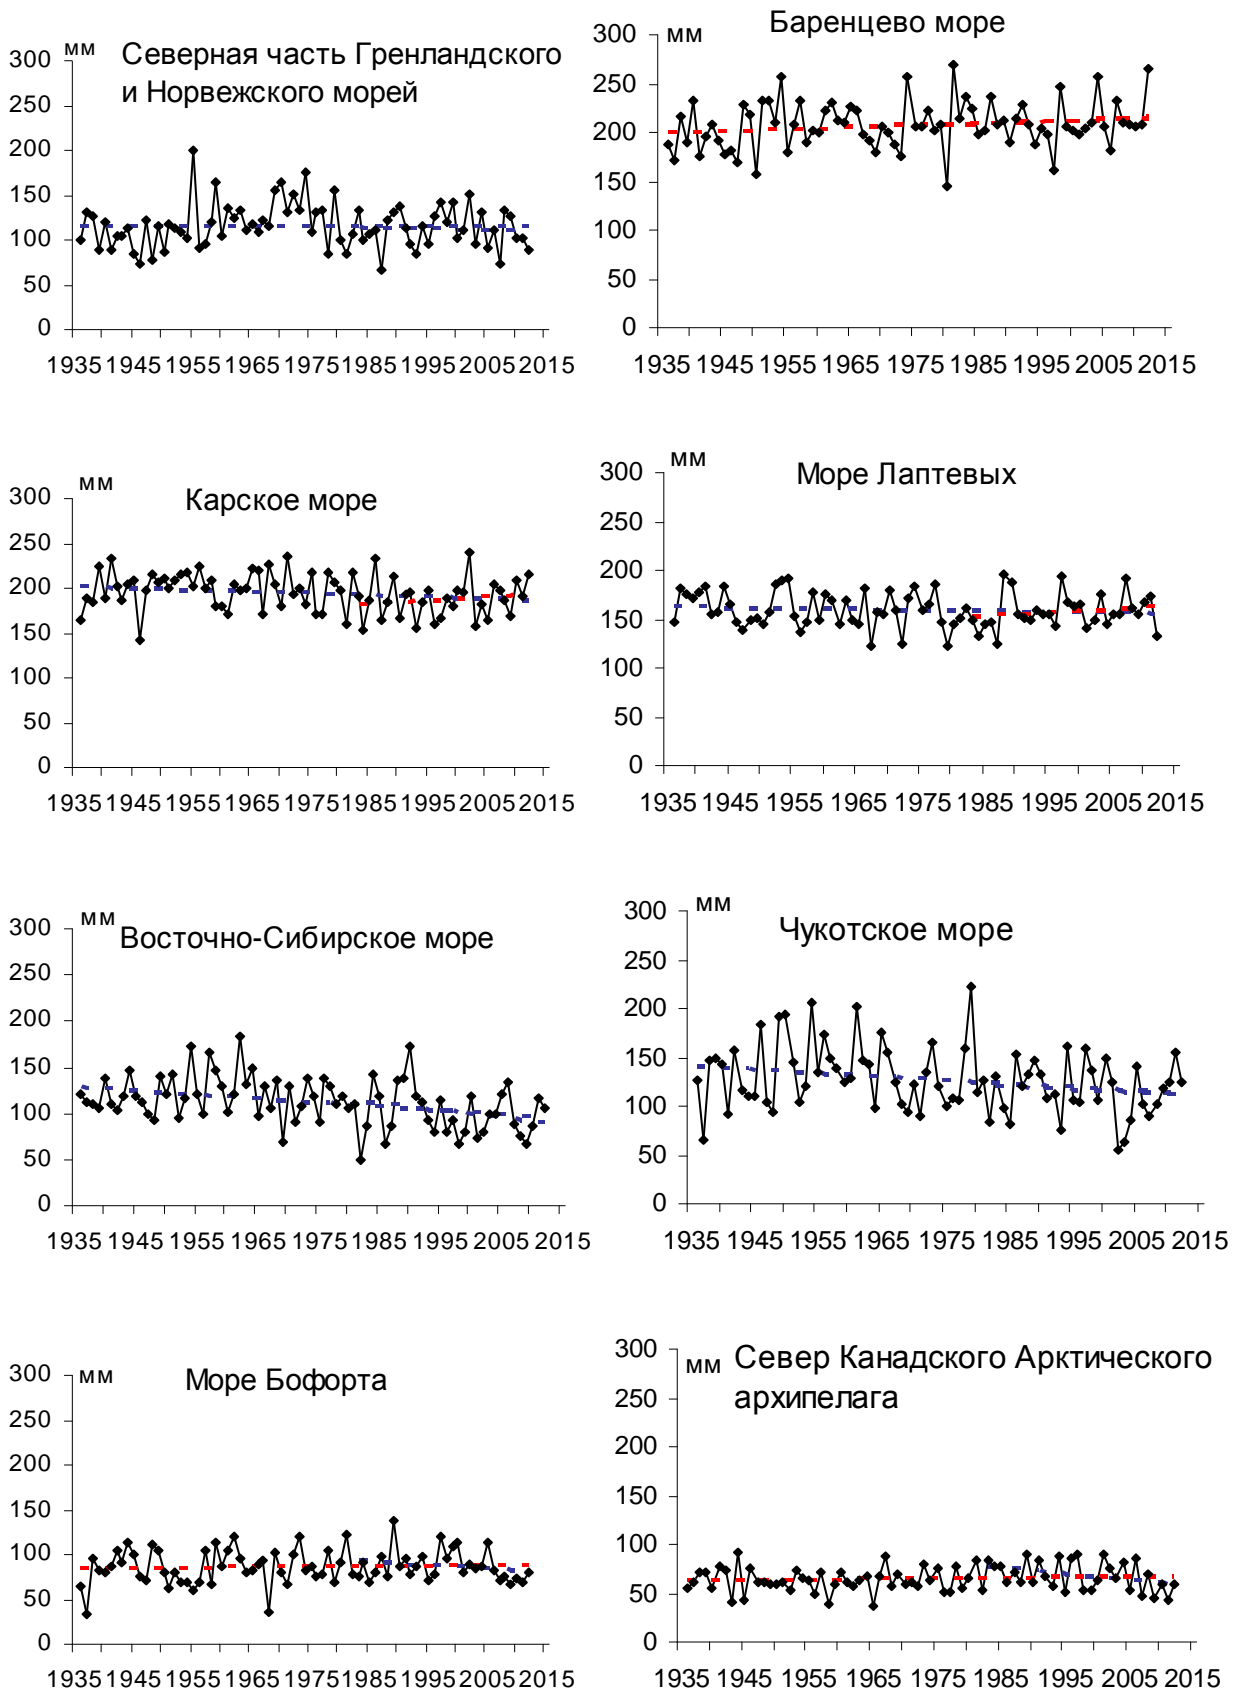 мм Северная часть Гренландского
и Норвежского морей
300
250
200
150
100
50
0
1935 1945 1955 1965 1975 1985 1995 2005 2015
Баренцево море
мм
300
250
200
150
100
50
0
1935 1945 1955 1965 1975 1985 1995 2005 2015
мм
Карское море
300
250
200
150
100
50
0
1935 1945 1955 1965 1975 1985 1995 2005 2015
мм
Море Лаптевых
300
250
200
150
100
50
0
1935 1945 1955 1965 1975 1985 1995 2005 2015
мм
Восточно-Сибирское море
300
250
200
150
100
50
0
1935 1945 1955 1965 1975 1985 1995 2005 2015
мм
Чукотское море
300
250
200
150
100
50
0
1935 1945 1955 1965 1975 1985 1995 2005 2015
мм
Море Бофорта
300
250
200
150
100
50
0
1935 1945 1955 1965 1975 1985 1995 2005 2015
мм Север Канадского Арктического
архипелага
300
250
200
150
100
50
0
1935 1945 1955 1965 1975 1985 1995 2005 2015